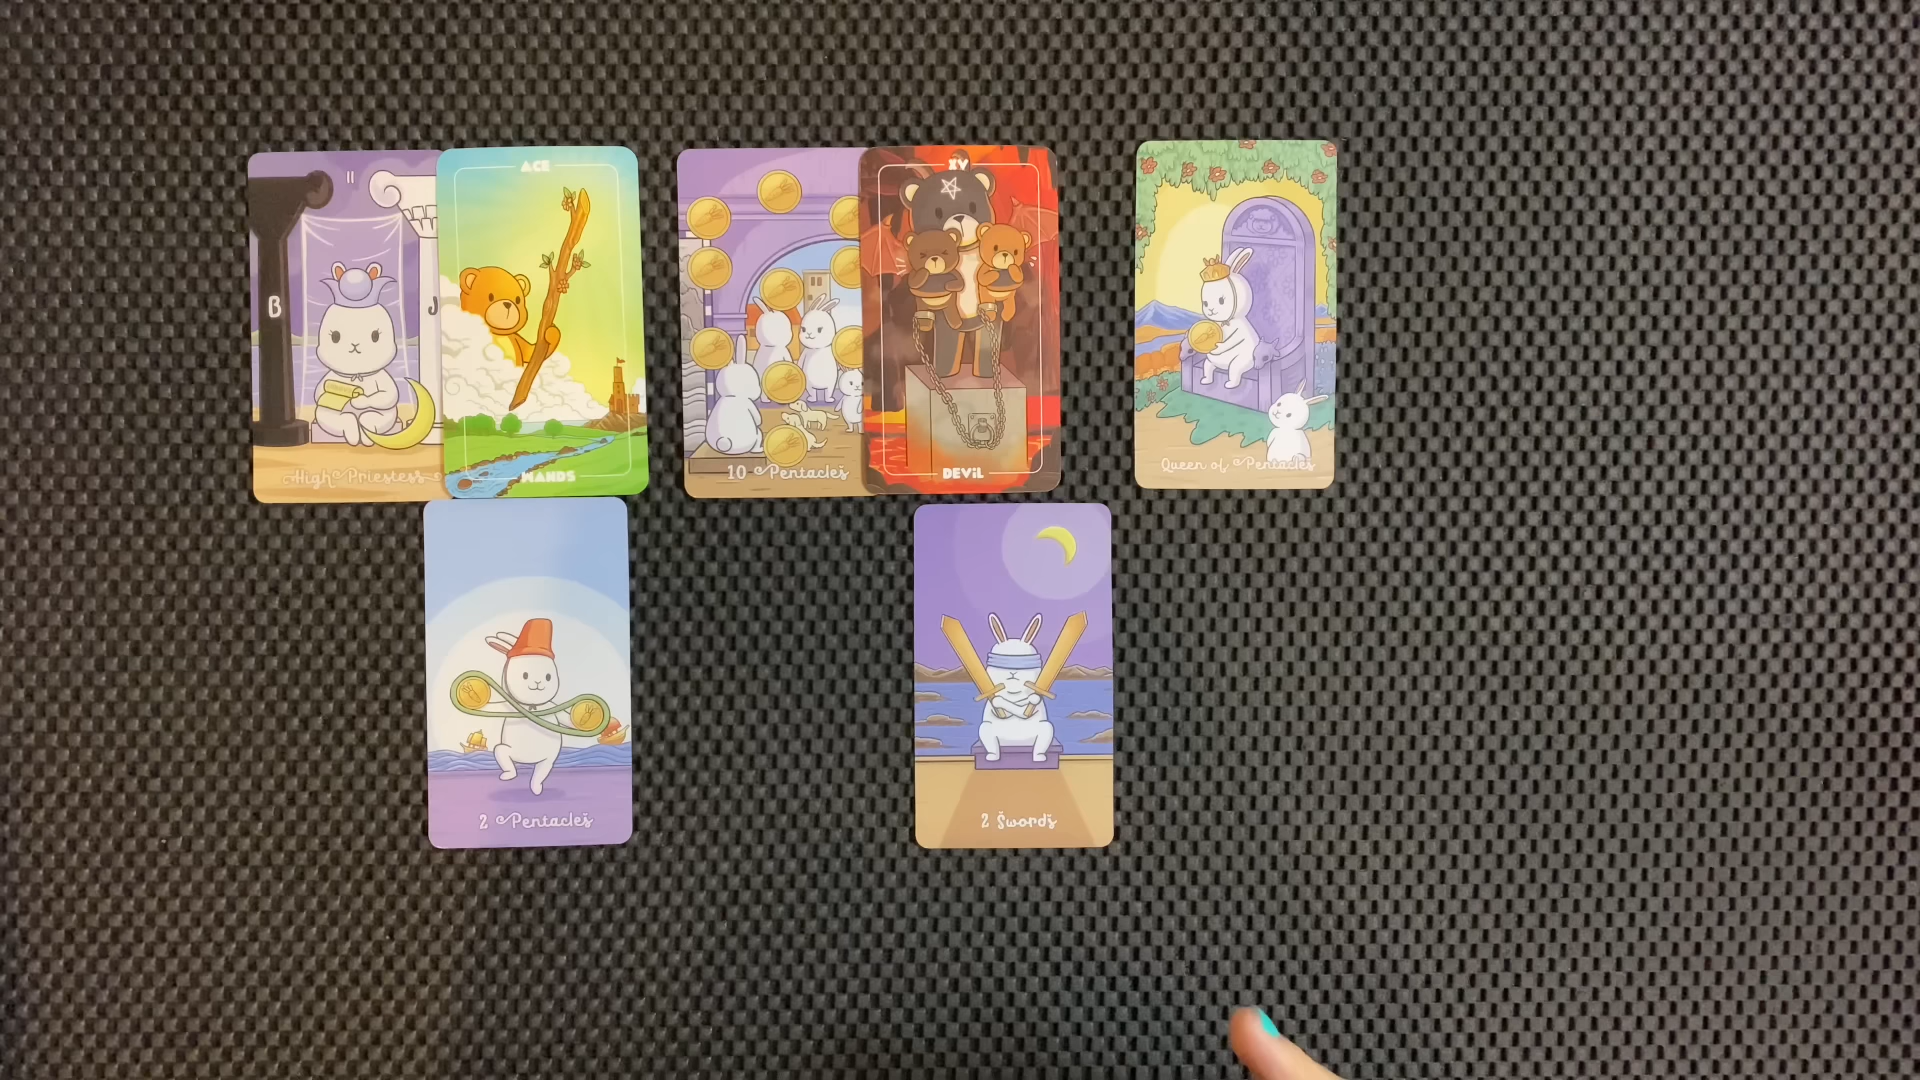 II
B
J
High Priestess
ACE
WANDS
10 Pentacles
XV
DEVIL
Queen of Pentacles
2 Pentacles
2 Swords